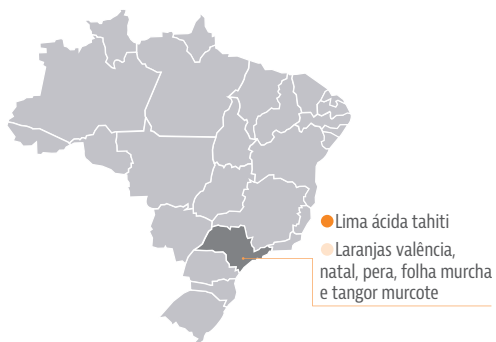 Lima ácida tahiti
Laranjas valência,
natal, pera, folha murcha
e tangor murcote